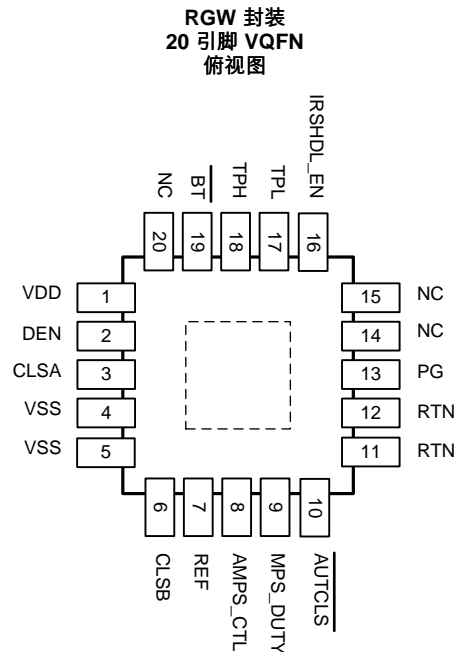 RGW 封装
20 引脚 VQFN
俯视图
NC
BT
TPH
TPL
IRSHDL_EN
20
19
18
17
16
VDD 1
DEN 2
CLSA 3
VSS 4
VSS 5
15 NC
14 NC
13 PG
12 RTN
11 RTN
6
7
8
9
10
CLSB
REF
AMPS_CTL
MPS_DUTY
AUTCLS